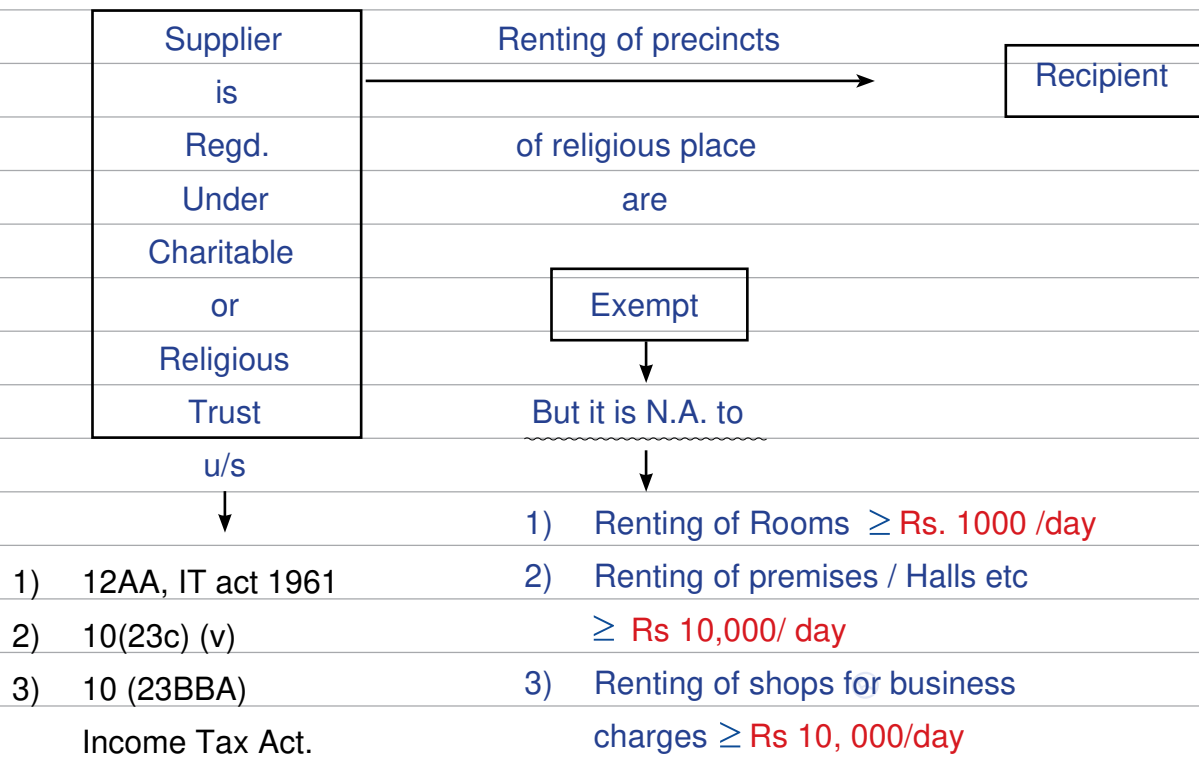 Supplier
is
Regd.
Under
Charitable
or
Religious
Trust
u/s
1) 12AA, IT act 1961
2) 10(23c) (v)
3) 10 (23BBA)
Income Tax Act.
Renting of precincts
of religious place
are
Exempt
But it is N.A. to
1) Renting of Rooms ≥ Rs. 1000 /day
2) Renting of premises / Halls etc
≥ Rs 10,000/ day
3) Renting of shops for business
charges ≥ Rs 10, 000/day
Recipient